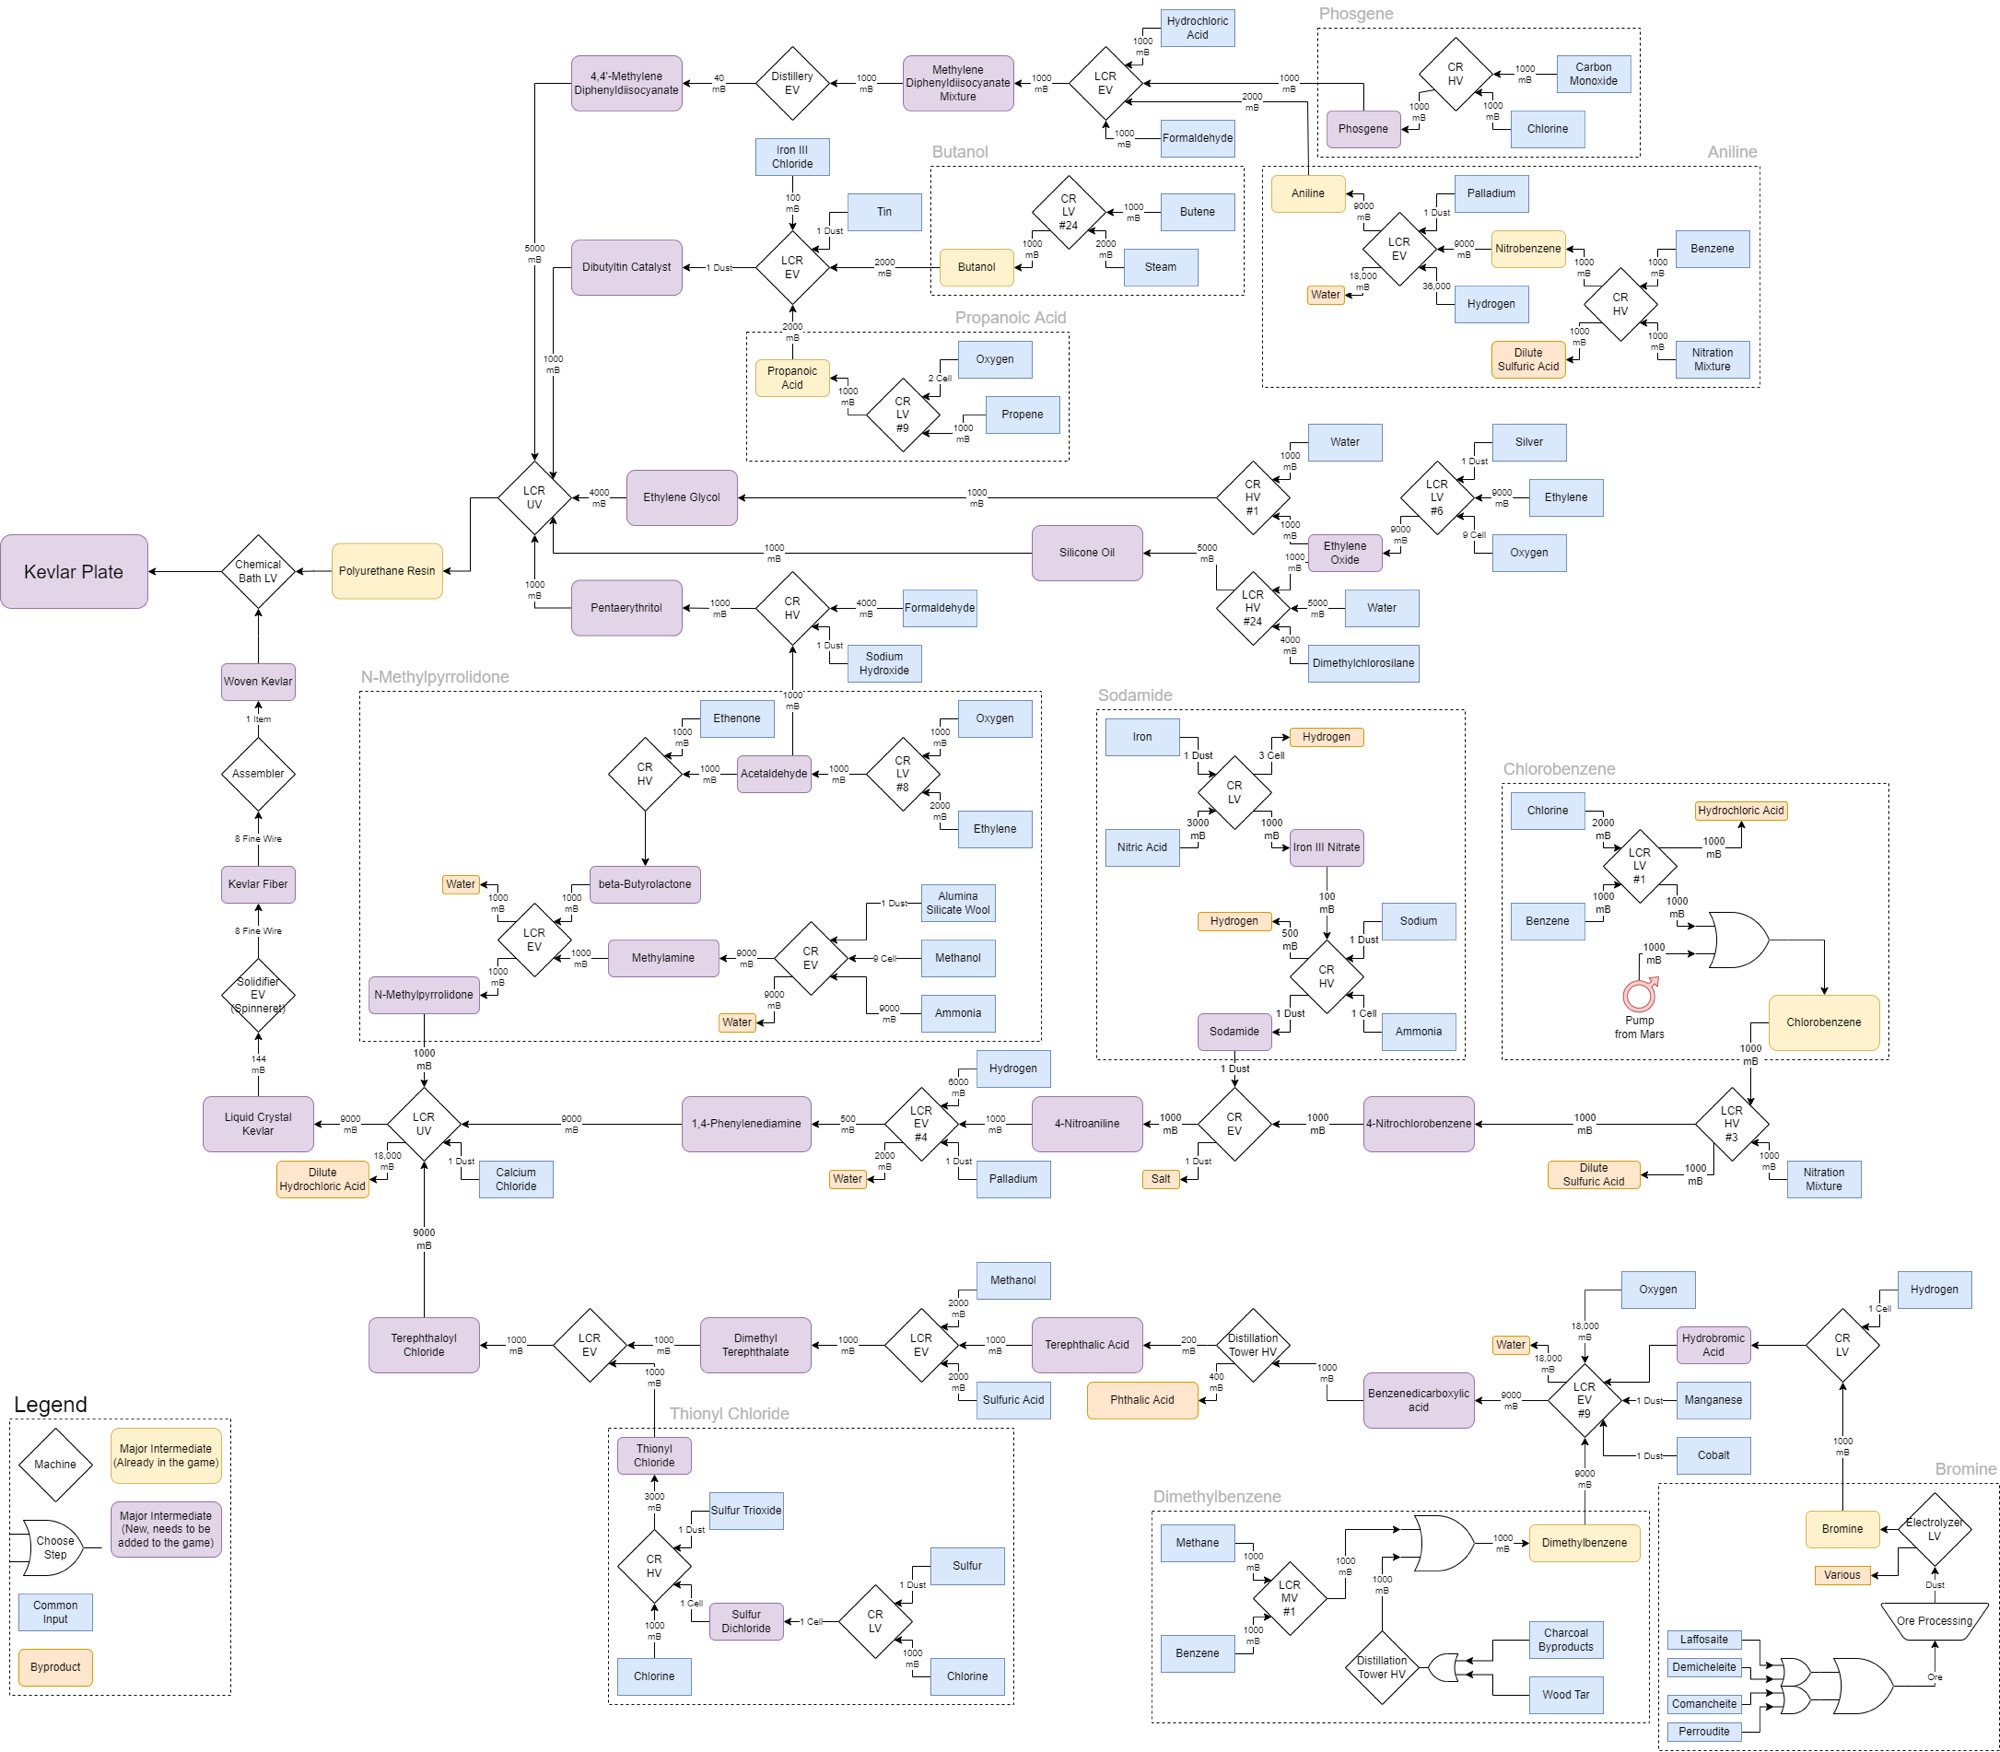 Phosgene
Hydrochloric
Acid
1000
mB
4,4'-Methylene
Diphenyldiisocyanate
40
mB
Distillery
EV
1000
mB
Methylene
Diphenyldiisocyanate
Mixture
1000
mB
LCR
EV
1000
mB
2000
mB
1000
mB
Formaldehyde
CR
HV
1000
mB
Carbon
Monoxide
1000
mB
Phosgene
1000
mB
Chlorine
Aniline
Aniline
9000
mB
Palladium
1 Dust
LCR
EV
9000
mB
Nitrobenzene
1000
mB
Benzene
1000
mB
18,000
mB
Water
36,000
Hydrogen
CR
HV
1000
mB
Dilute
Sulfuric Acid
1000
mB
Nitration
Mixture
Iron III
Chloride
100
mB
Tin
1 Dust
Dibutyltin Catalyst
1 Dust
LCR
EV
2000
mB
2000
mB
Butanol
CR
LV
#24
1000
mB
Butene
Butanol
1000
mB
2000
mB
Steam
Propanoic Acid
Propanoic
Acid
1000
mB
CR
LV
#9
2 Cell
Oxygen
1000
mB
Propene
5000
mB
1000
mB
LCR
UV
4000
mB
Ethylene Glycol
1000
mB
CR
HV
#1
1000
mB
Water
1000
mB
Ethylene
Oxide
9000
mB
LCR
LV
#6
1 Dust
Silver
9000
mB
Ethylene
9 Cell
Oxygen
1000
mB
Silicone Oil
5000
mB
1000
mB
LCR
HV
#24
5000
mB
Water
4000
mB
Dimethylchlorosilane
1000
mB
Pentaerythritol
1000
mB
CR
HV
4000
mB
Formaldehyde
1 Dust
Sodium
Hydroxide
1000
mB
Kevlar Plate
Chemical
Bath LV
Polyurethane Resin
Woven Kevlar
1 Item
Assembler
8 Fine Wire
Kevlar Fiber
8 Fine Wire
Solidifier
EV
(Spinneret)
144
mB
Liquid Crystal
Kevlar
N-Methylpyrrolidone
Ethenone
1000
mB
CR
HV
1000
mB
Acetaldehyde
1000
mB
CR
LV
#8
1000
mB
Oxygen
2000
mB
Ethylene
beta-Butyrolactone
Water
1000
mB
1000
mB
LCR
EV
1000
mB
1000
mB
Methylamine
9000
mB
CR
EV
1 Dust
Alumina
Silicate Wool
9 Cell
Methanol
9000
mB
Ammonia
9000
mB
Water
N-Methylpyrrolidone
1000
mB
Sodamide
Iron
1 Dust
3 Cell
Hydrogen
CR
LV
3000
mB
Nitric Acid
1000
mB
Iron III Nitrate
100
mB
Hydrogen
500
mB
CR
HV
1 Dust
Sodium
1 Dust
Sodamide
1 Cell
Ammonia
1 Dust
Chlorobenzene
Chlorine
2000
mB
Hydrochloric Acid
1000
mB
LCR
LV
#1
1000
mB
Benzene
1000
mB
1000
mB
Pump
from Mars
Chlorobenzene
1000
mB
9000
mB
LCR
UV
18,000
mB
Dilute
Hydrochloric Acid
1 Dust
Calcium
Chloride
9000
mB
1,4-Phenylenediamine
500
mB
LCR
EV
#4
6000
mB
Hydrogen
2000
mB
Water
1 Dust
Palladium
1000
mB
4-Nitroaniline
1000
mB
CR
EV
1 Dust
Salt
1000
mB
4-Nitrochlorobenzene
1000
mB
LCR
HV
#3
1000
mB
Dilute
Sulfuric Acid
1000
mB
Nitration
Mixture
9000
mB
Terephthaloyl
Chloride
1000
mB
LCR
EV
1000
mB
1000
mB
Dimethyl
Terephthalate
1000
mB
LCR
EV
2000
mB
Methanol
2000
mB
Sulfuric Acid
1000
mB
Terephthalic Acid
200
mB
Distillation
Tower HV
400
mB
Phthalic Acid
1000
mB
Benzenedicarboxylic
acid
9000
mB
LCR
EV
#9
Oxygen
18,000
mB
Water
18,000
mB
Hydrobromic
Acid
1 Dust
Manganese
1 Dust
Cobalt
9000
mB
CR
LV
1 Cell
Hydrogen
1000
mB
Thionyl Chloride
Thionyl
Chloride
3000
mB
CR
HV
1 Dust
Sulfur Trioxide
1 Cell
Sulfur
Dichloride
1 Cell
CR
LV
1 Dust
Sulfur
1000
mB
Chlorine
1000
mB
Chlorine
Dimethylbenzene
Methane
1000
mB
LCR
MV
#1
1000
mB
1000
mB
Benzene
1000
mB
1000
mB
Dimethylbenzene
Distillation
Tower HV
Charcoal
Byproducts
Wood Tar
Bromine
Bromine
Electrolyzer
LV
Various
Dust
Ore Processing
Ore
Laffosaite
Demicheleite
Comancheite
Perroudite
Legend
Machine
Major Intermediate
(Already in the game)
Choose
Step
Major Intermediate
(New, needs to be
added to the game)
Common
Input
Byproduct